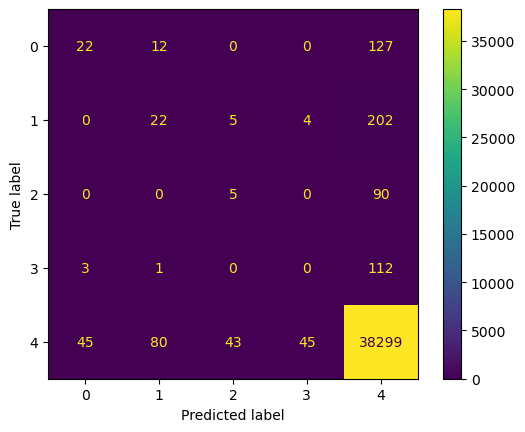 0 22 12 0 0 127
1 0 22 5 4 202
2 0 0 5 0 90
3 3 1 0 0 112
4 45 80 43 45 38299
0 1 2 3 4
Predicted label
True label
35000
30000
25000
20000
15000
10000
5000
0